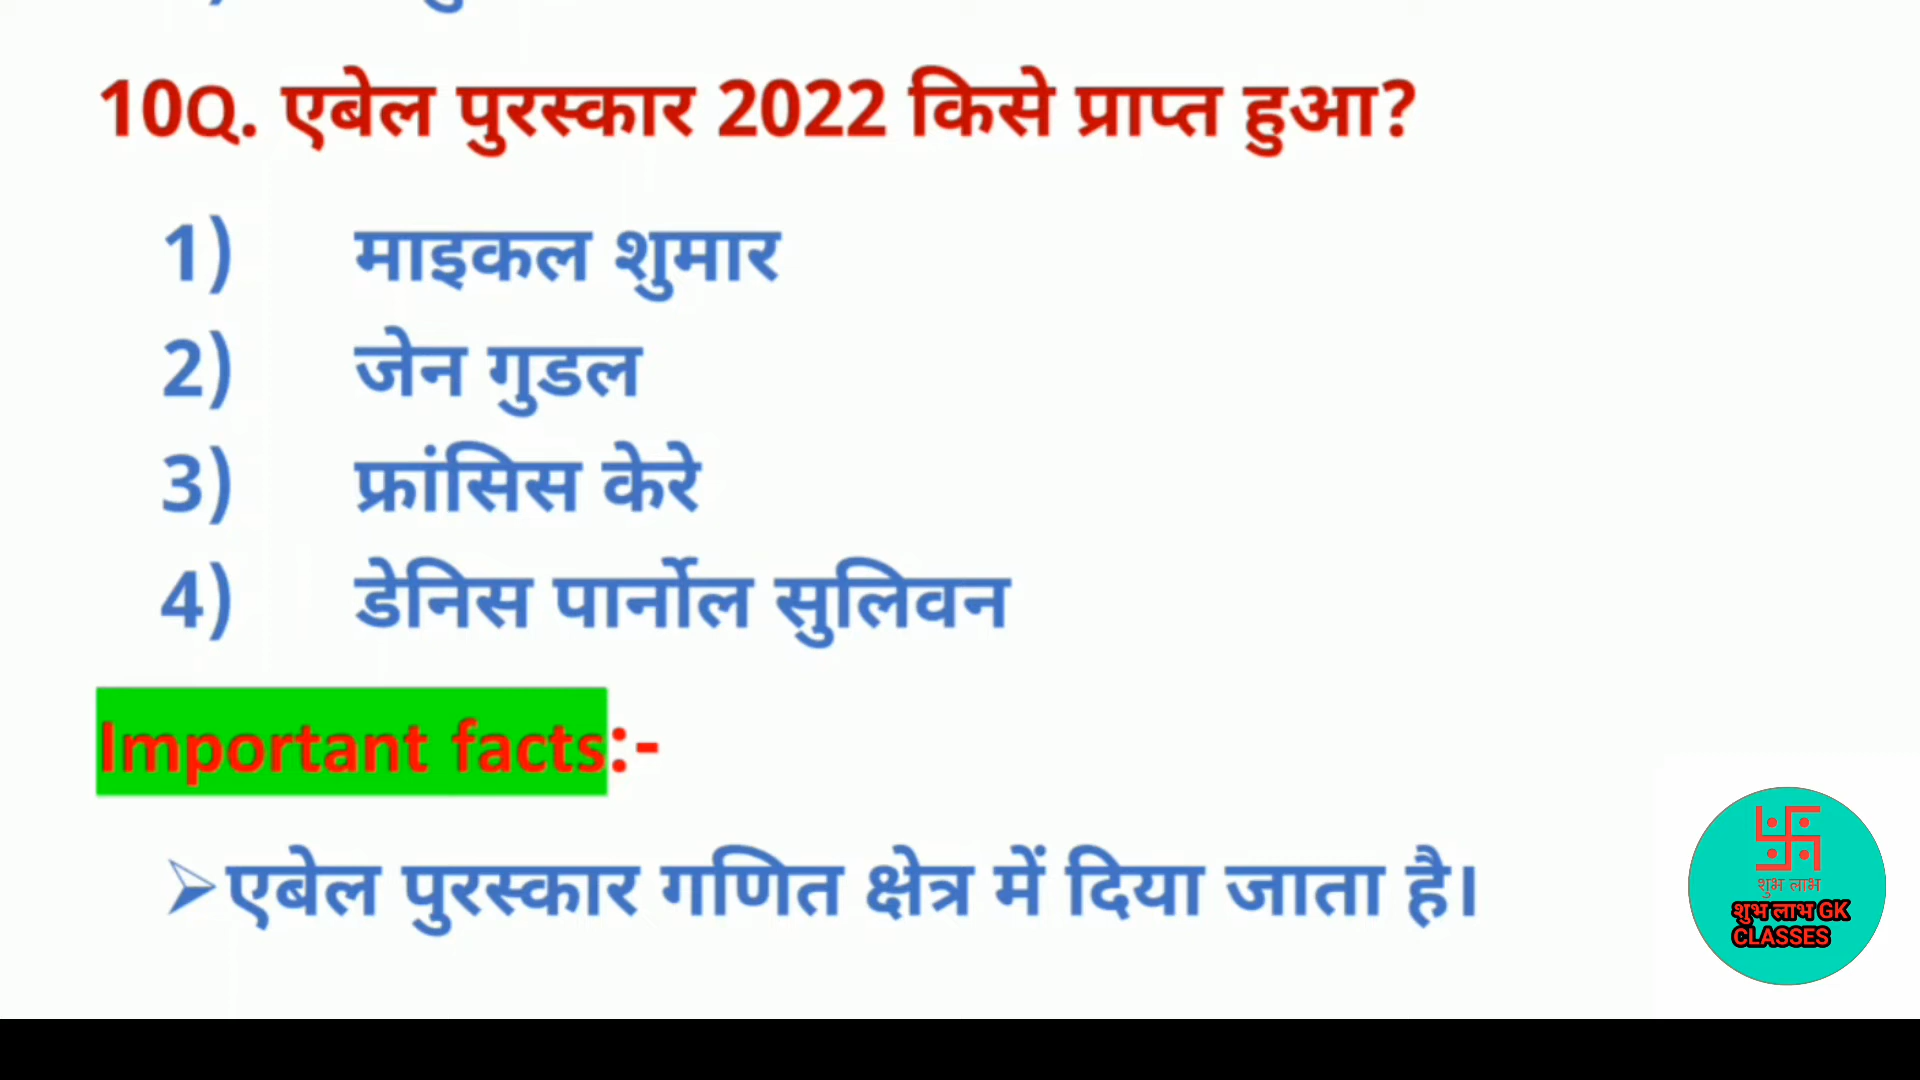 10Q. एबेल पुरस्कार 2022 किसे प्राप्त हुआ?
1) माइकल शुमार
2) जेन गुडल
3) फ्रांसिस केरे
4) डेनिस पार्नोल सुलिवन
Important facts:-
➢एबेल पुरस्कार गणित क्षेत्र में दिया जाता है।
शुभ लाभ
शुभ लाभ GK
CLASSES